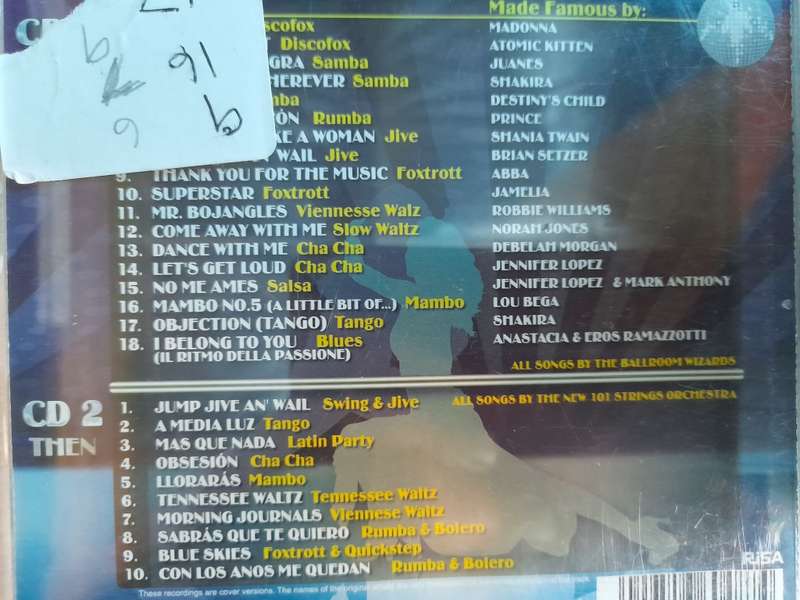 Made Famous by:
CD
Discofox MADONNA
Discofox ATOMIC KITTEN
Samba JUANES
Samba SHAKIRA
DESTINY'S CHILD
Rumba PRINCE
A WOMAN Jive SHANIA TWAIN
WAIL Jive BRIAN SETZER
9. THANK YOU FOR THE MUSIC Foxtrott ABBA
10. SUPERSTAR Foxtrott JAMELIA
11. MR. BOJANGLES Viennesse Walz ROBBIE WILLIAMS
12. COME AWAY WITH ME Slow Waltz NORAH JONES
13. DANCE WITH ME Cha Cha DEBELAH MORGAN
14. LET'S GET LOUD Cha Cha JENNIFER LOPEZ
15. NO ME AMES Salsa JENNIFER LOPEZ & MARK ANTHONY
16. MAMBO NO.5 (A LITTLE BIT OF...) Mambo LOU BEGA
17. OBJECTION (TANGO) Tango SHAKIRA
18. I BELONG TO YOU Blues ANASTACIA & EROS RAMAZZOTTI
(IL RITMO DELLA PASSIONE)
ALL SONGS BY THE BALLROOM WIZARDS
CD 2
THEN
1. JUMP JIVE AN' WAIL Swing & Jive ALL SONGS BY THE NEW 101 STRINGS ORCHESTRA
2. A MEDIA LUZ Tango
3. MAS QUE NADA Latin Party
4. OBSESIÓN Cha Cha
5. LLORARÁS Mambo
6. TENNESSEE WALTZ Tennessee Waltz
7. MORNING JOURNALS Viennese Waltz
8. SABRÁS QUE TE QUIERO Rumba & Bolero
9. BLUE SKIES Foxtrott & Quickstep
10. CON LOS ANOS ME QUEDAN Rumba & Bolero
RiSA
These recordings are cover versions. The names of the original